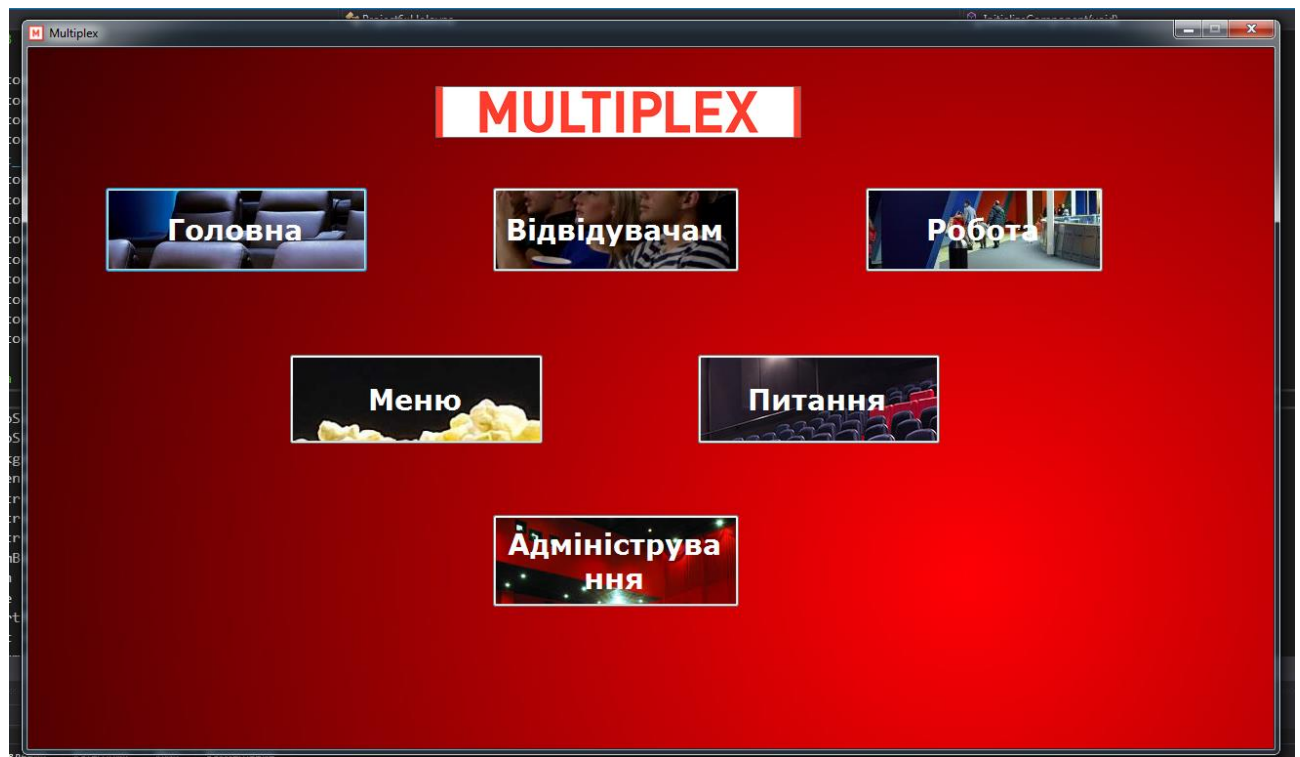 Multiplex
MULTIPLEX
Головна
Відвідувачам
Робота
Меню
Питання
Адмініструва
ння